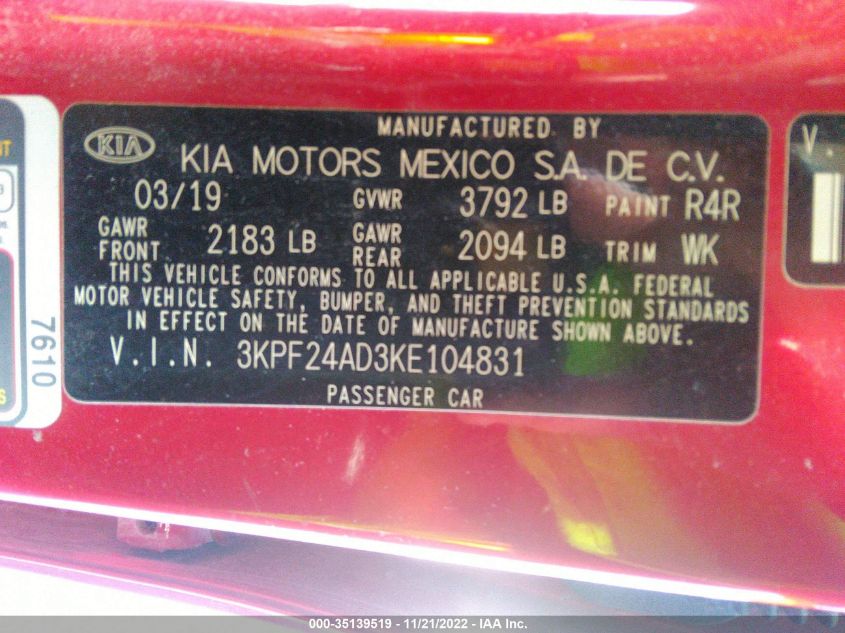 MANUFACTURED BY
KIA KIA MOTORS MEXICO S.A. DE C.V.
03/19 GVWR 3792 LB PAINT R4R
GAWR FRONT 2183 LB GAWR REAR 2094 LB TRIM WK
THIS VEHICLE CONFORMS TO ALL APPLICABLE U.S.A. FEDERAL
MOTOR VEHICLE SAFETY, BUMPER, AND THEFT PREVENTION STANDARDS
IN EFFECT ON THE DATE OF MANUFACTURE SHOWN ABOVE.
V.I.N. 3KPF24AD3KE104831
PASSENGER CAR
7610
V.
000-35139519 - 11/21/2022 - IAA Inc.